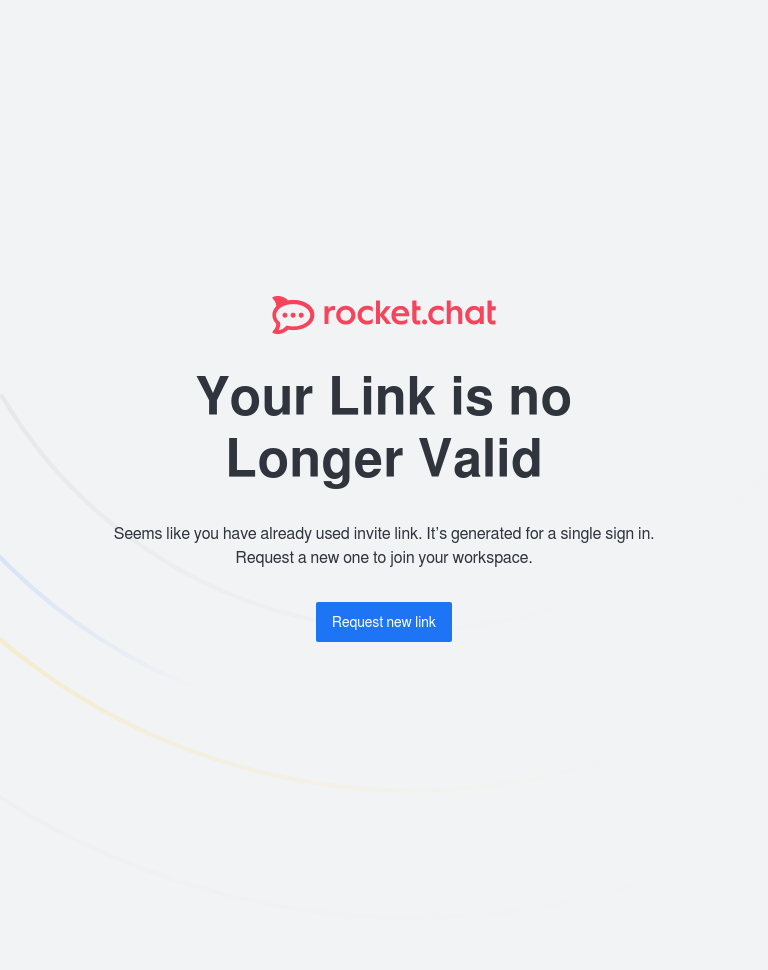 rocket.chat
Your Link is no
Longer Valid
Seems like you have already used invite link. It's generated for a single sign in.
Request a new one to join your workspace.
Request new link